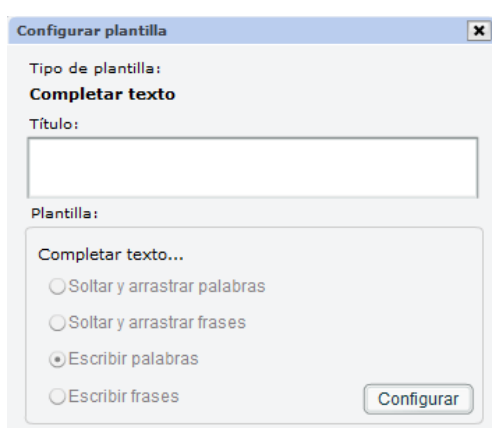 Configurar plantilla
Tipo de plantilla:
Completar texto
Título:
Plantilla:
Completar texto...
Soltar y arrastrar palabras
Soltar y arrastrar frases
Escribir palabras
Escribir frases
Configurar